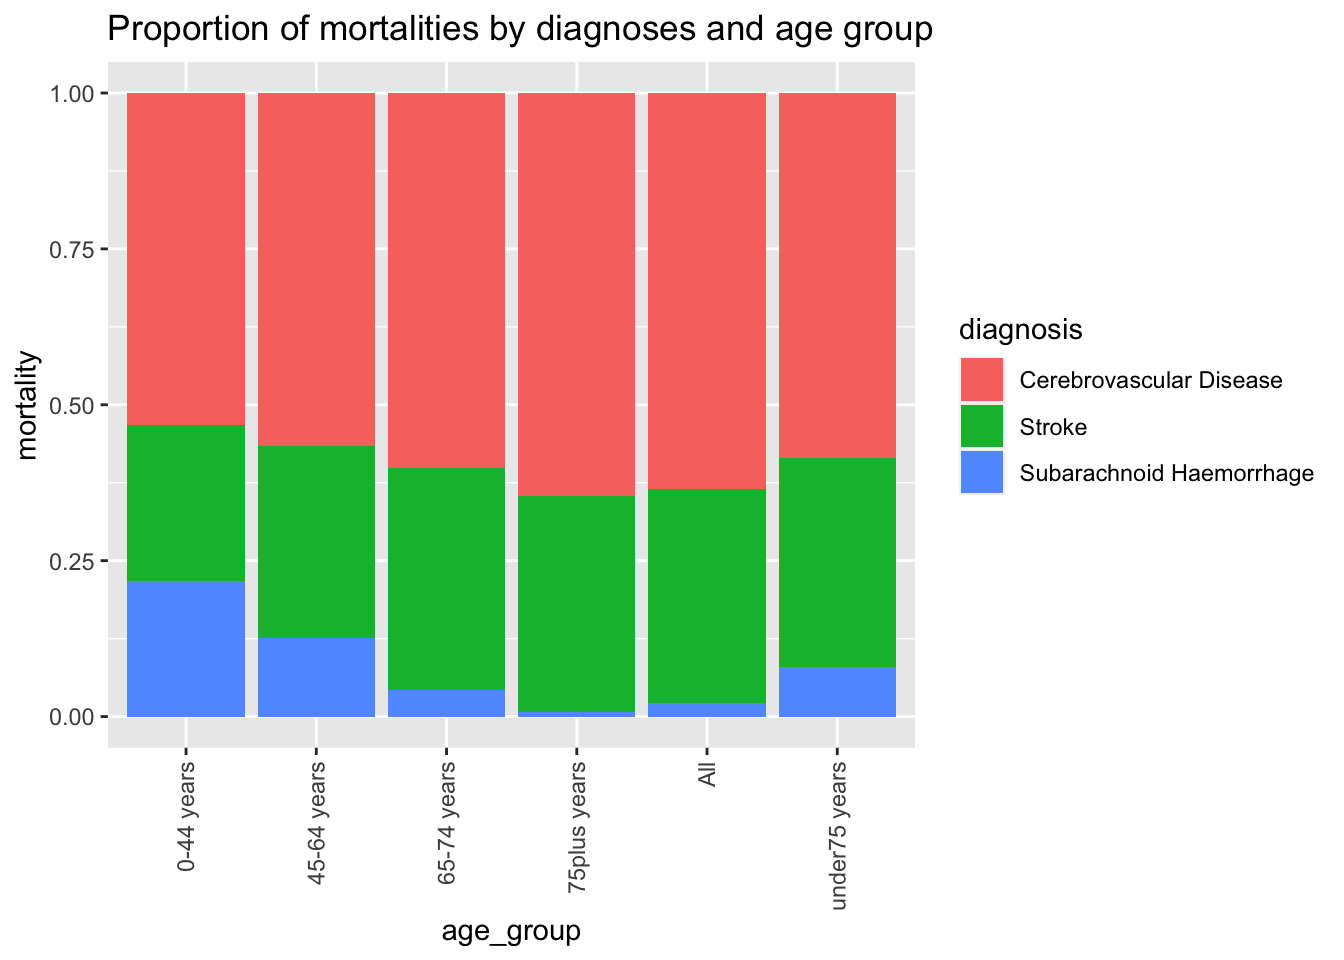 Proportion of mortalities by diagnoses and age group
mortality
1.00
0.75
0.50
0.25
0.00
0-44 years
45-64 years
65-74 years
75plus years
All
under75 years
age_group
diagnosis
Cerebrovascular Disease
Stroke
Subarachnoid Haemorrhage